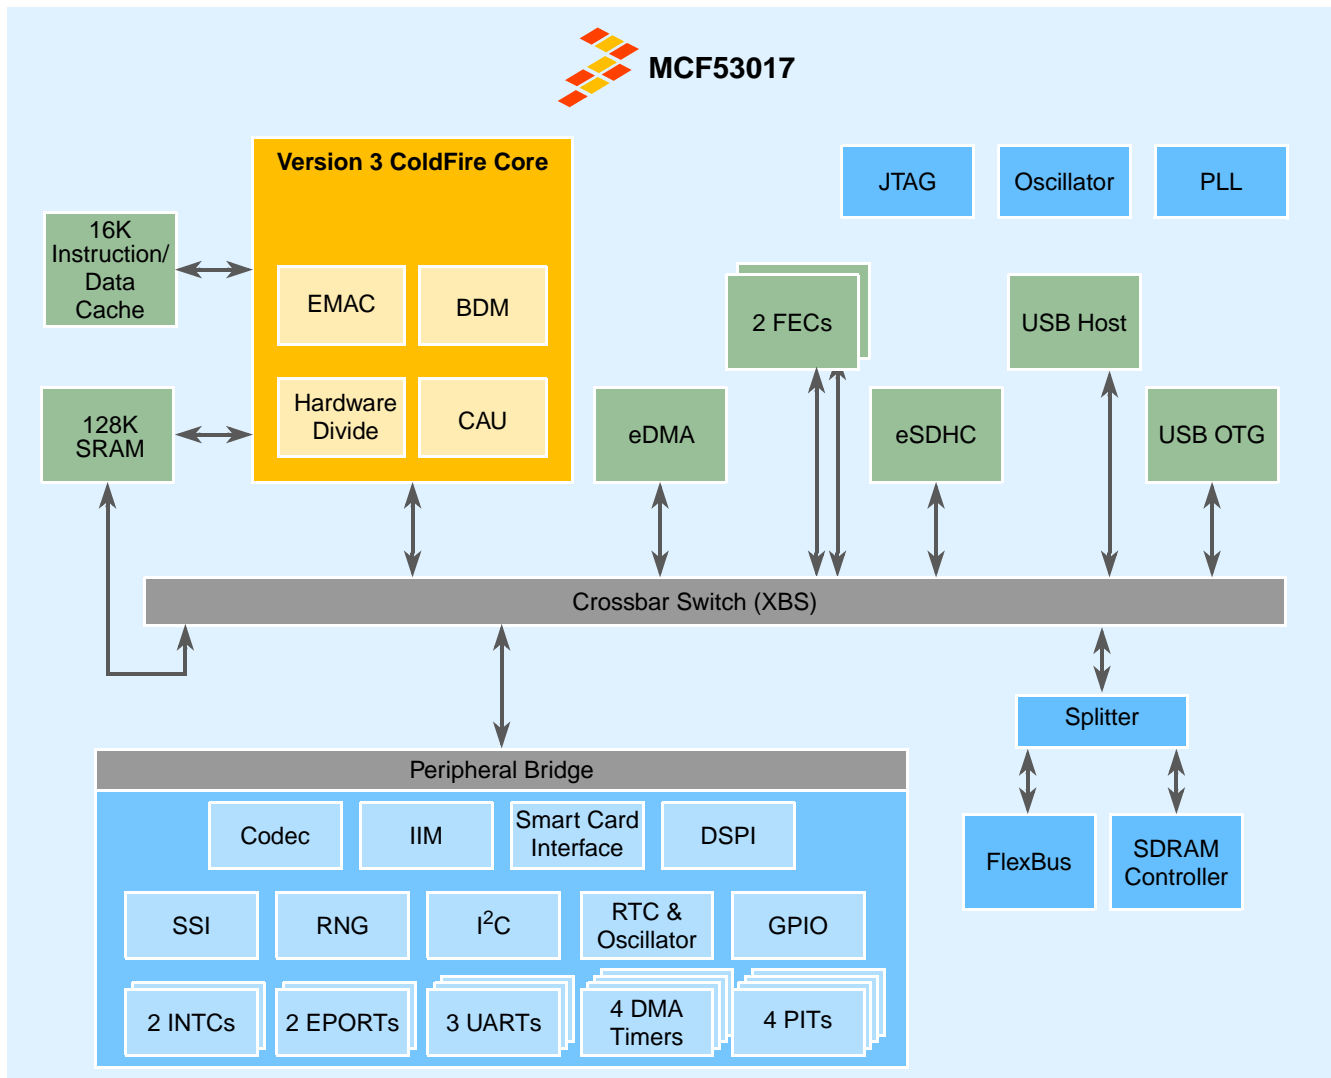 MCF53017
Version 3 ColdFire Core
JTAG
Oscillator
PLL
16K
Instruction/
Data
Cache
EMAC
BDM
2 FECs
USB Host
Hardware
Divide
CAU
128K
SRAM
eDMA
eSDHC
USB OTG
Crossbar Switch (XBS)
Splitter
Peripheral Bridge
Codec
IIM
Smart Card
Interface
DSPI
FlexBus
SDRAM
Controller
SSI
RNG
I²C
RTC &
Oscillator
GPIO
2 INTCs
2 EPORTs
3 UARTs
4 DMA
Timers
4 PITs